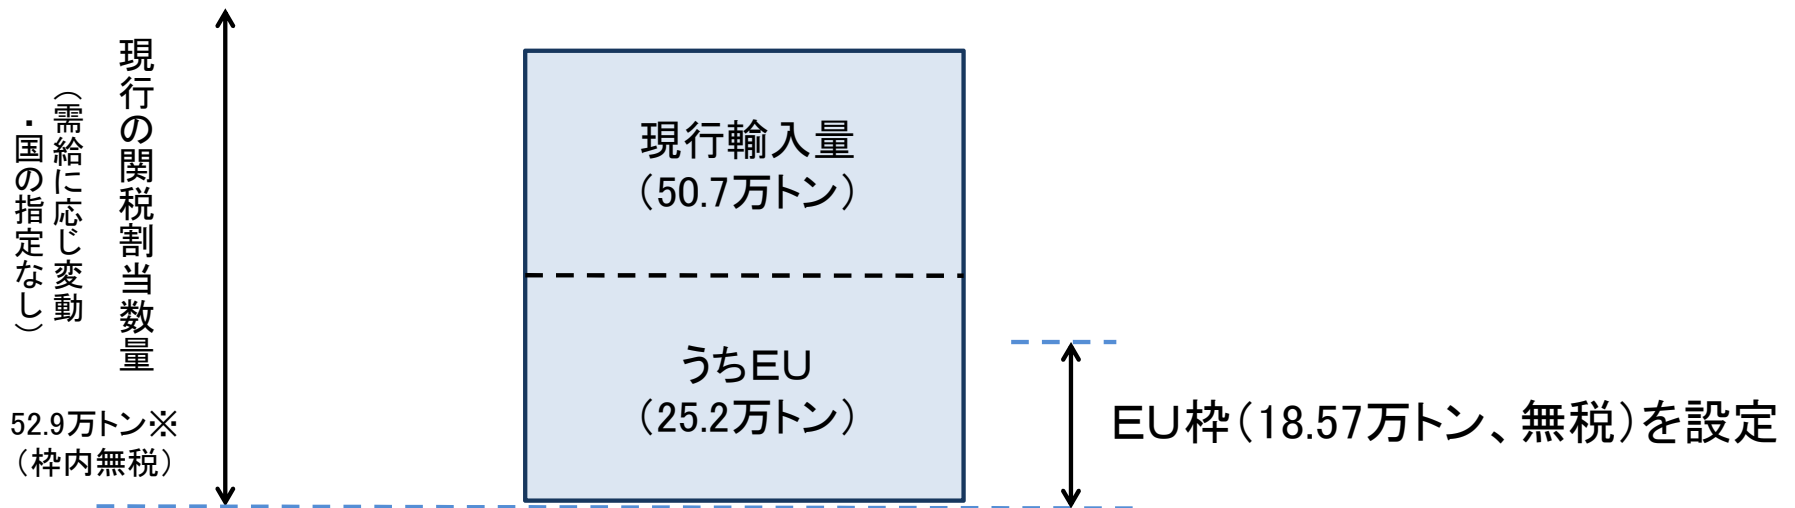 現行の関税割当数量
（需給に応じ変動
・国の指定なし）
52.9万トン※
（枠内無税）
現行輸入量
（50.7万トン）
うちＥＵ
（25.2万トン）
ＥＵ枠（18.57万トン、無税）を設定